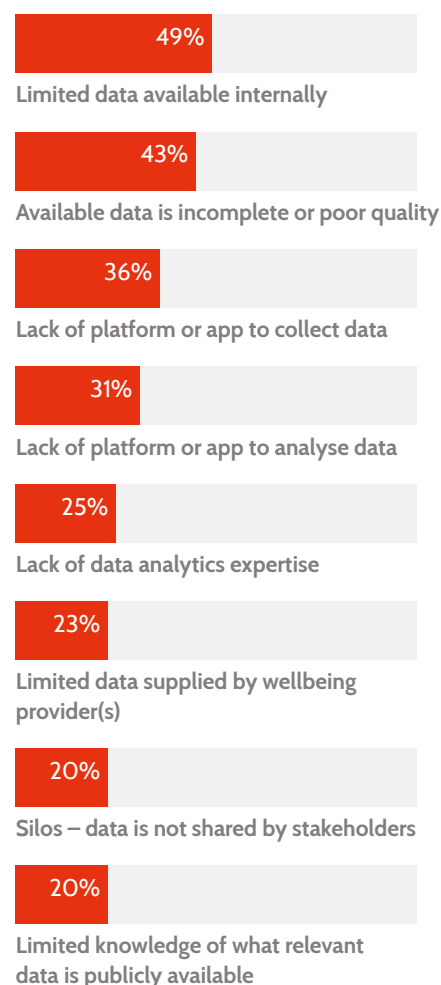 49%
Limited data available internally
43%
Available data is incomplete or poor quality
36%
Lack of platform or app to collect data
31%
Lack of platform or app to analyse data
25%
Lack of data analytics expertise
23%
Limited data supplied by wellbeing
provider(s)
20%
Silos – data is not shared by stakeholders
20%
Limited knowledge of what relevant
data is publicly available